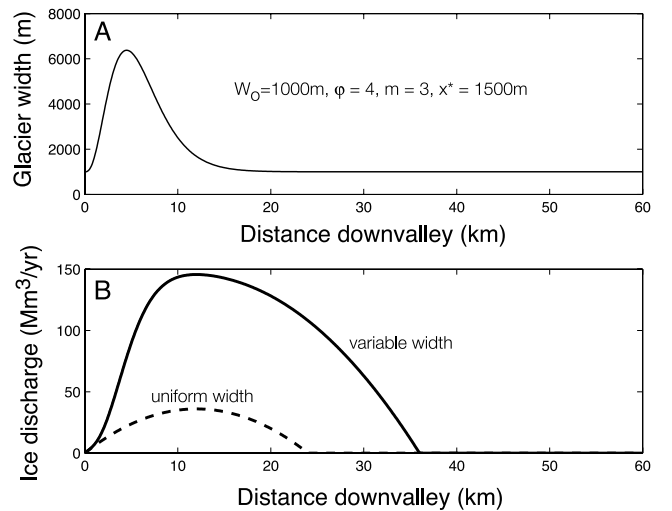 A
Glacier width (m)
8000
6000
4000
2000
0
W_O=1000m, φ = 4, m = 3, x* = 1500m
0 10 20 30 40 50 60
Distance downvalley (km)
B
Ice discharge (Mm³/yr)
150
100
50
0
variable width
uniform width
0 10 20 30 40 50 60
Distance downvalley (km)